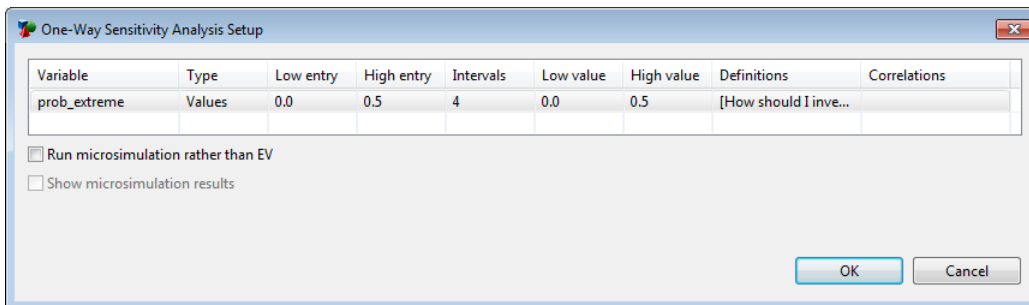 One-Way Sensitivity Analysis Setup
Variable Type Low entry High entry Intervals Low value High value Definitions Correlations
prob_extreme Values 0.0 0.5 4 0.0 0.5 [How should I inve...
Run microsimulation rather than EV
Show microsimulation results
OK Cancel